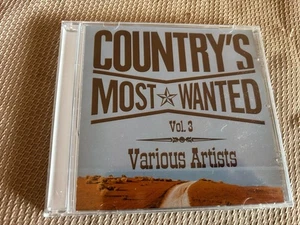 COUNTRY'S
MOST WANTED
Vol. 3
Various Artists